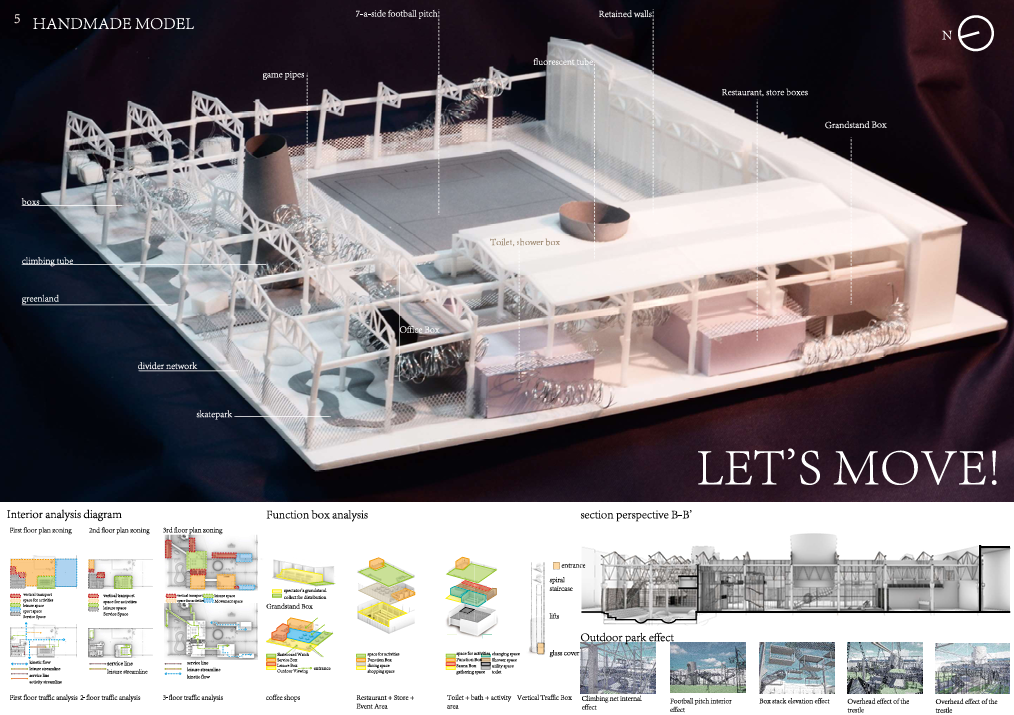 5 HANDMADE MODEL
7-a-side football pitch
Retained walls
N
fluorescent tube
game pipes
Restaurant, store boxes
Grandstand Box
boxs
Toilet, shower box
climbing tube
greenland
Office Box
divider network
skatepark
LET'S MOVE!
Interior analysis diagram
First floor plan zoning
2nd floor plan zoning
3rd floor plan zoning
vertical transport
space for activities
leisure space
sport space
Service Space
vertical transport
space for activities
leisure space
Service Space
vertical transport
leisure space
Movement space
kinetic flow
leisure streamline
service line
activity streamline
service line
leisure streamline
service line
leisure streamline
kinetic flow
First floor traffic analysis
2- floor traffic analysis
3-floor traffic analysis
Function box analysis
spectator's grandstand
outlet for distribution
Grandstand Box
Service Box
Leisure Box
Outdoor Viewing
entrance
coffee shops
space for activities
Function Box
dining space
shopping space
Restaurant + Store +
Event Area
space for activities
Function Box
Sauna Box
gathering space
changing space
Shower space
utility space
toilet
Toilet + bath + activity
area
entrance
spiral
staircase
lifts
glass cover
Vertical Traffic Box
section perspective B-B'
Outdoor park effect
Climbing net internal
effect
Football pitch interior
effect
Box stack elevation effect
Overhead effect of the
trestle
Overhead effect of the
trestle